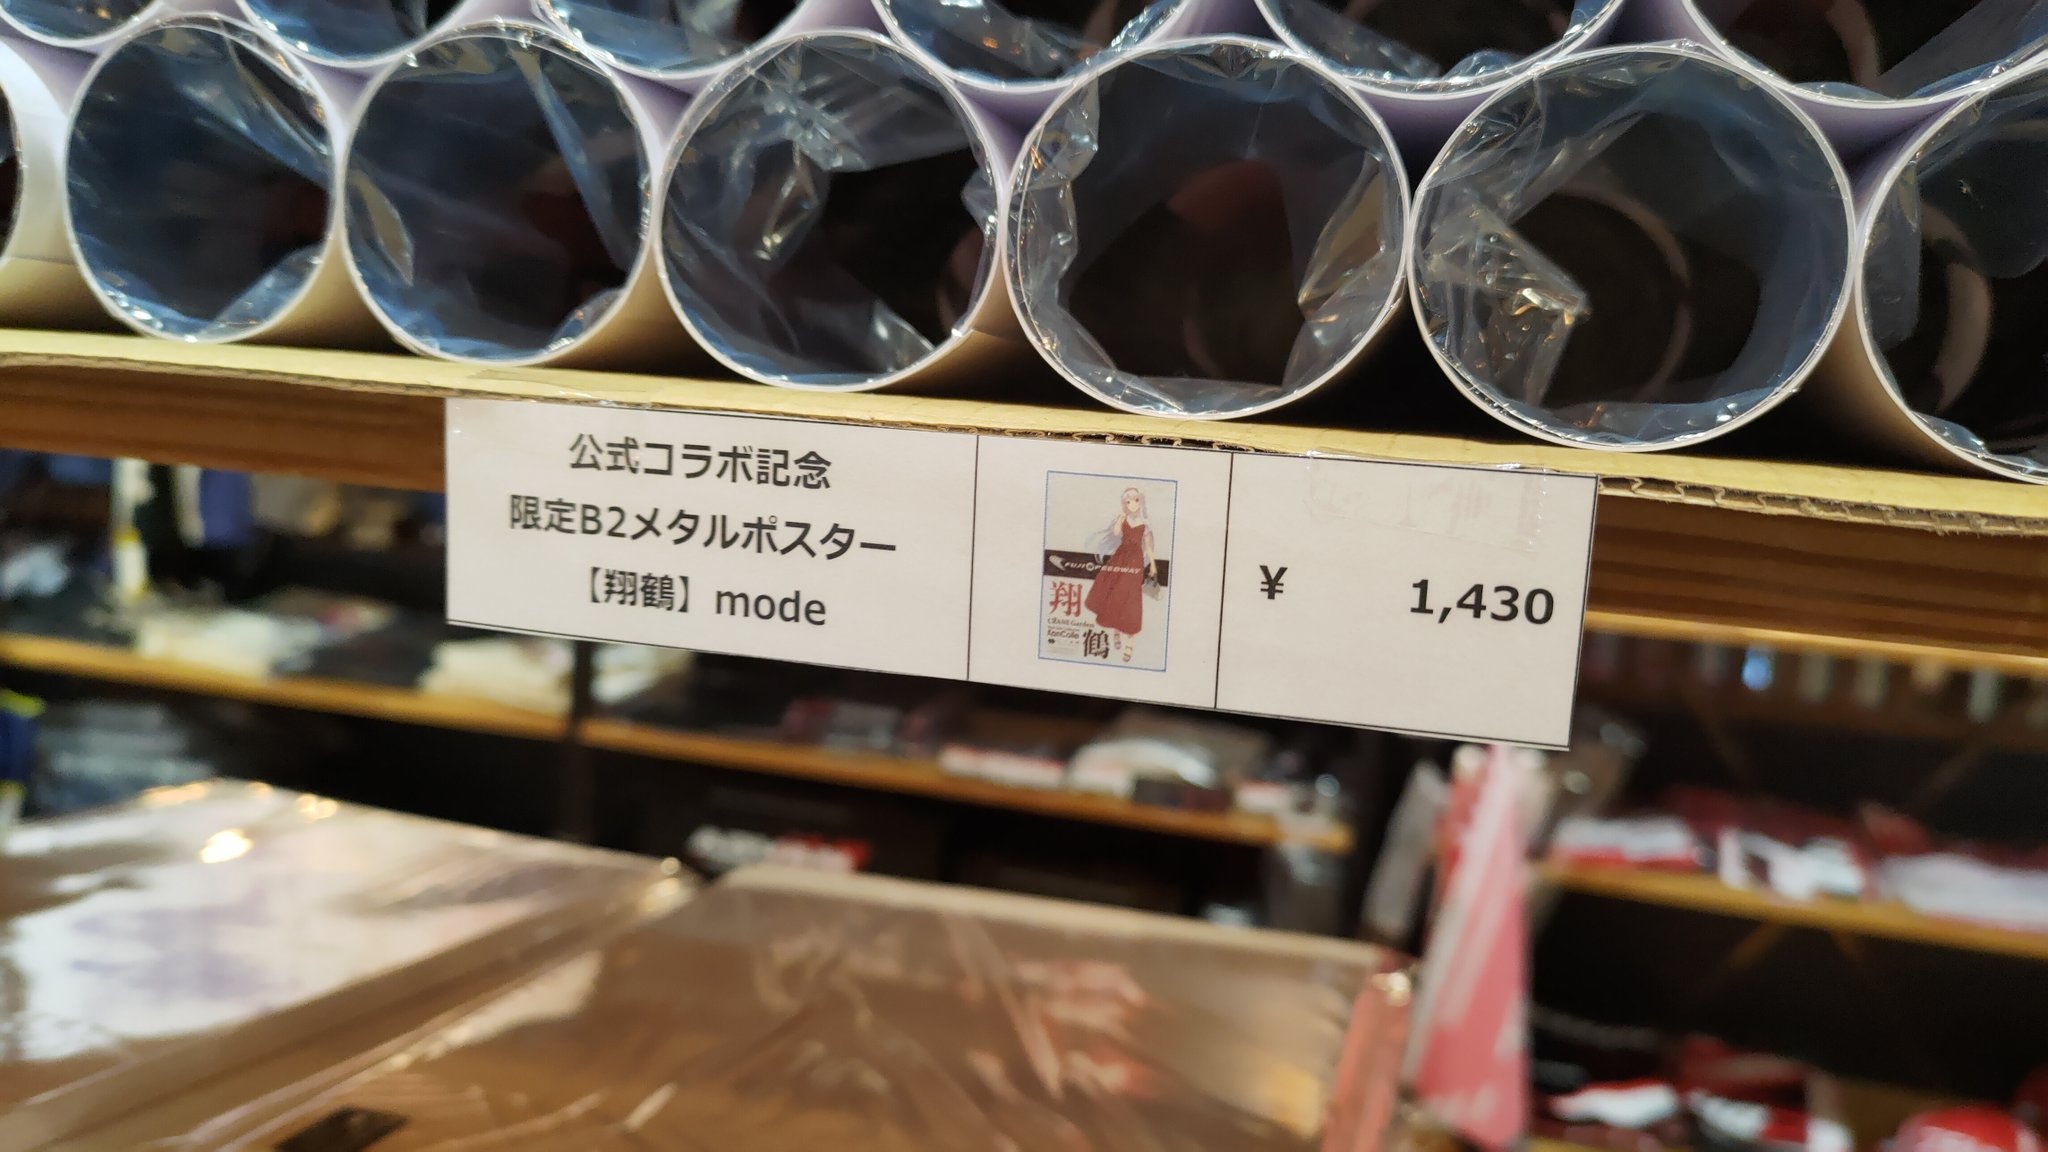 公式コラボ記念
限定B2メタルポスター
【翔鶴】mode
FUJI SPEEDWAY
翔
鶴
¥ 1,430